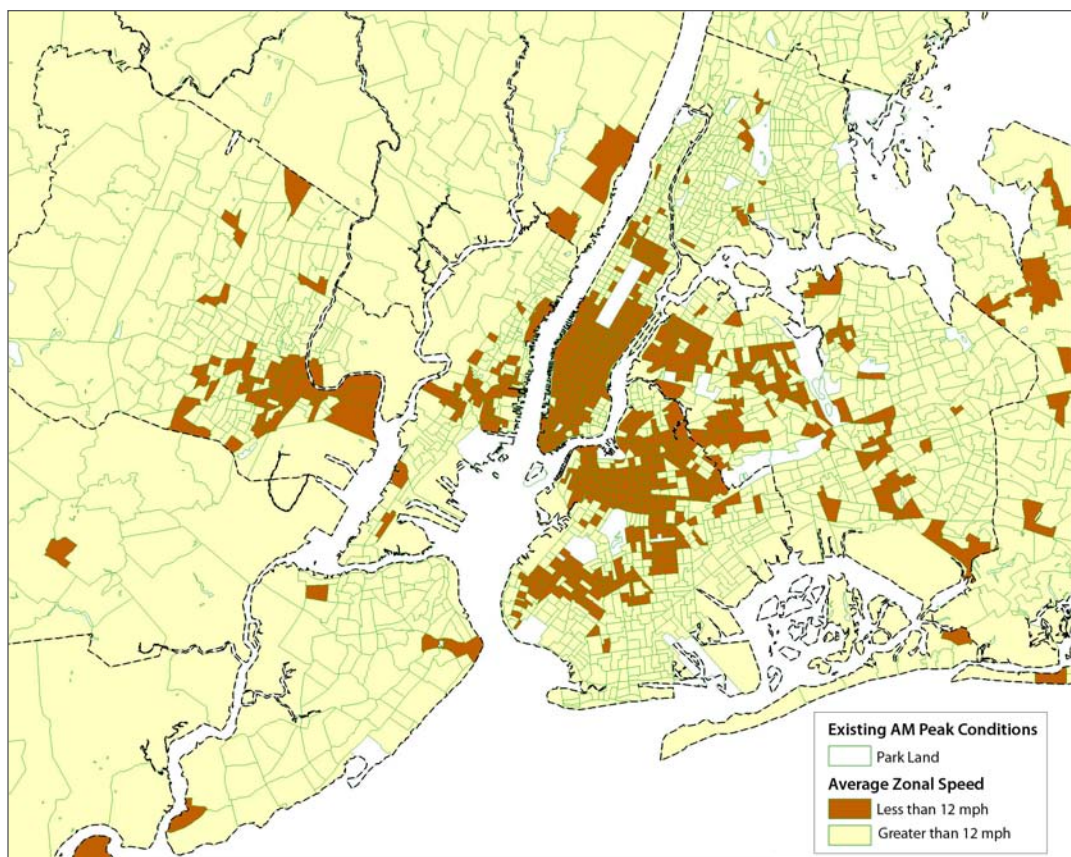 Existing AM Peak Conditions
Park Land
Average Zonal Speed
Less than 12 mph
Greater than 12 mph